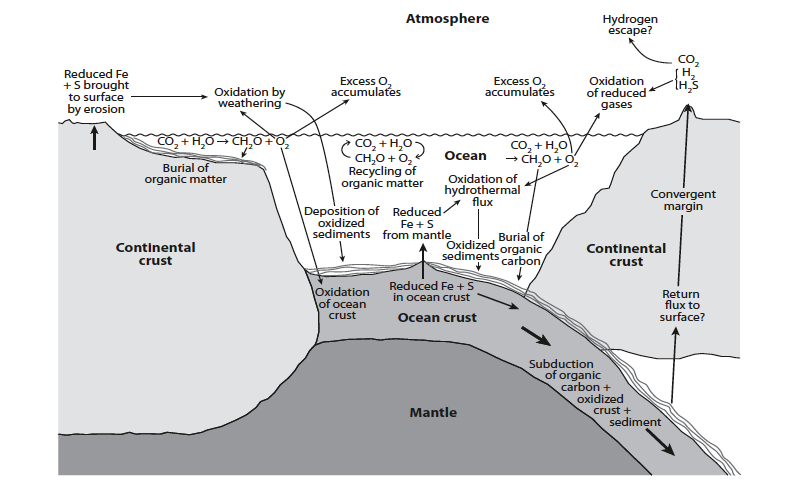 Atmosphere
Hydrogen
escape?
CO2
H2
H2S
Reduced Fe
+ S brought
to surface
by erosion
Oxidation by
weathering
Excess O2
accumulates
Excess O2
accumulates
Oxidation
of reduced
gases
CO2 + H2O → CH2O + O2
CO2 + H2O
CH2O + O2
Recycling of
organic matter
Ocean
CO2 + H2O
→ CH2O + O2
Burial of
organic matter
Oxidation of
hydrothermal
flux
Convergent
margin
Deposition of
oxidized
sediments
Reduced
Fe + S
from mantle
Oxidized
sediments
Burial of
organic
carbon
Continental
crust
Continental
crust
Oxidation
of ocean
crust
Reduced Fe + S
in ocean crust
Ocean crust
Return
flux to
surface?
Subduction
of organic
carbon +
oxidized
crust +
sediment
Mantle